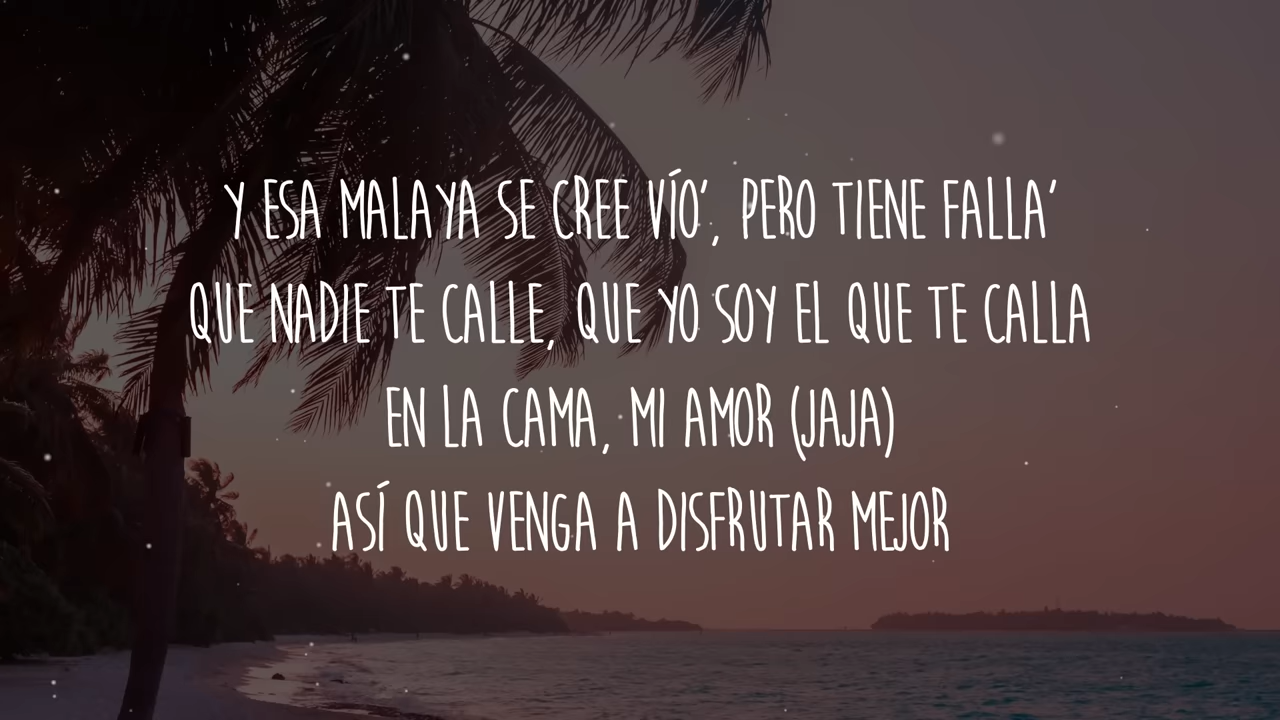 Y ESA MALAYA SE CREE VÍO', PERO TIENE FALLA'
QUE NADIE TE CALLE, QUE YO SOY EL QUE TE CALLA
EN LA CAMA, MI AMOR (JAJA)
ASÍ QUE VENGA A DISFRUTAR MEJOR